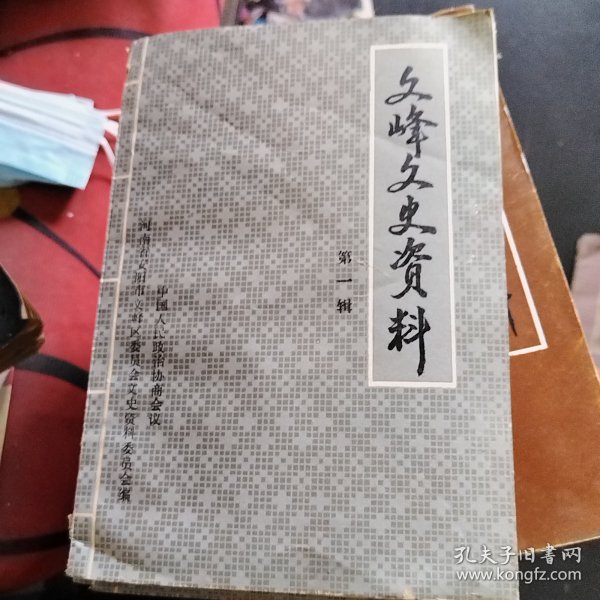 文峰文史资料
第一辑
中国人民政治协商会议
河南省安阳市文峰区委员会文史资料委员会编
孔夫子旧书网
www.kongfz.com